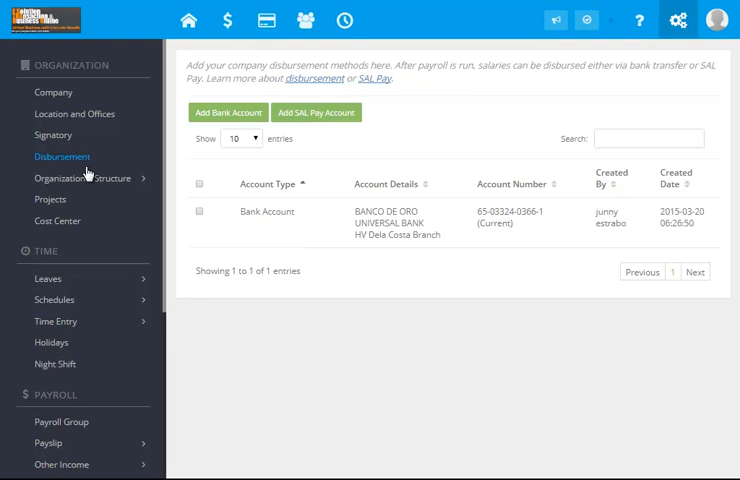 ORGANIZATION
Company
Location and Offices
Signatory
Disbursement
Structure
Projects
Cost Center
TIME
Leaves
Schedules
Time Entry
Holidays
Night Shift
PAYROLL
Payroll Group
Payslip
Other Income
Add your company disbursement methods here. After payroll is run, salaries can be disbursed either via bank transfer or SAL
Pay. Learn more about disbursement or SAL Pay.
Add Bank Account Add SAL Pay Account
Show 10 entries Search:
Account Type Account Details Account Number Created By Created Date
Bank Account BANCO DE ORO 65-03324-0366-1 junny 2015-03-20
UNIVERSAL BANK (Current) estrabo 06:26:50
HV Dela Costa Branch
Showing 1 to 1 of 1 entries Previous 1 Next